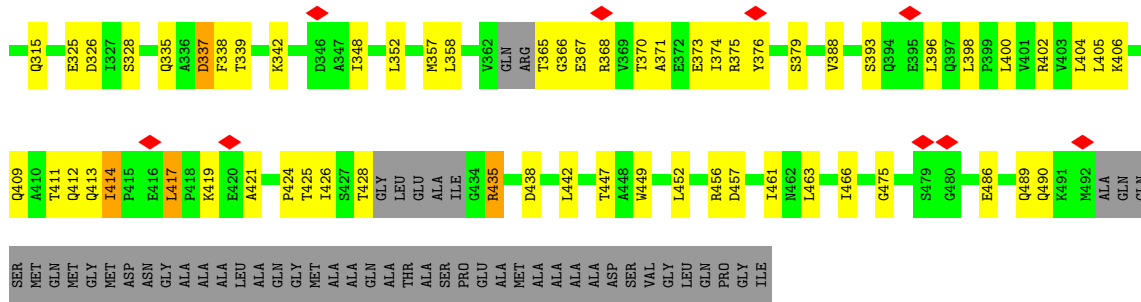 Q315 E325 D326 I327 S328 Q335 A336 D337 F338 T339 K342 D346 A347 I348 L352 M357 L358 V362 GLN ARG T365 G366 E367 R368 V369 T370 A371 E372 E373 I374 R375 Y376 S379 V388 S393 Q394 E395 L396 Q397 L398 P399 L400 V401 R402 V403 L404 L405 K406
Q409 A410 T411 Q412 Q413 I414 P415 E416 L417 P418 K419 E420 A421 P424 T425 I426 S427 T428 GLY LEU GLU ALA ILE G434 R435 D438 L442 T447 A448 W449 L452 R456 D457 I461 N462 L463 I466 G475 S479 G480 E486 Q489 Q490 K491 M492 ALA GLN GLN
SER MET GLN MET GLY MET ASP ASN GLY ALA ALA ALA LEU ALA GLN GLY MET ALA ALA GLN ALA THR ALA SER PRO GLU ALA MET ALA ALA ALA ALA ASP SER VAL GLY LEU GLN PRO GLY ILE